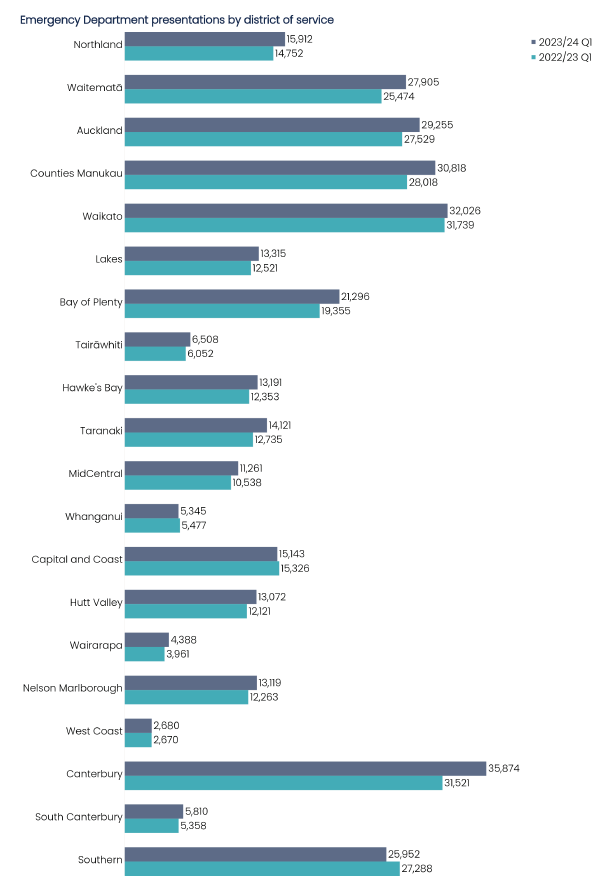 Emergency Department presentations by district of service
2023/24 Q1
2022/23 Q1
Northland
15,912
14,752
Waitematā
27,905
25,474
Auckland
29,255
27,529
Counties Manukau
30,818
28,018
Waikato
32,026
31,739
Lakes
13,315
12,521
Bay of Plenty
21,296
19,355
Tairāwhiti
6,508
6,052
Hawke's Bay
13,191
12,353
Taranaki
14,121
12,735
MidCentral
11,261
10,538
Whanganui
5,345
5,477
Capital and Coast
15,143
15,326
Hutt Valley
13,072
12,121
Wairarapa
4,388
3,961
Nelson Marlborough
13,119
12,263
West Coast
2,680
2,670
Canterbury
35,874
31,521
South Canterbury
5,810
5,358
Southern
25,952
27,288